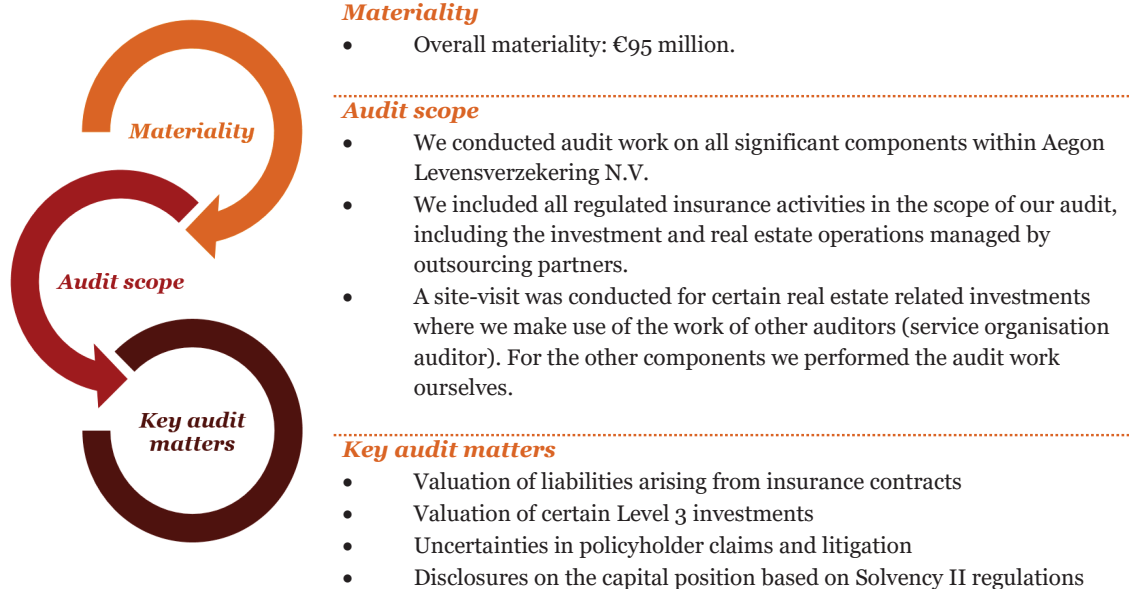 Materiality
Audit scope
Key audit
matters
Materiality
• Overall materiality: €95 million.
Audit scope
• We conducted audit work on all significant components within Aegon
Levensverzekering N.V.
• We included all regulated insurance activities in the scope of our audit,
including the investment and real estate operations managed by
outsourcing partners.
• A site-visit was conducted for certain real estate related investments
where we make use of the work of other auditors (service organisation
auditor). For the other components we performed the audit work
ourselves.
Key audit matters
• Valuation of liabilities arising from insurance contracts
• Valuation of certain Level 3 investments
• Uncertainties in policyholder claims and litigation
• Disclosures on the capital position based on Solvency II regulations